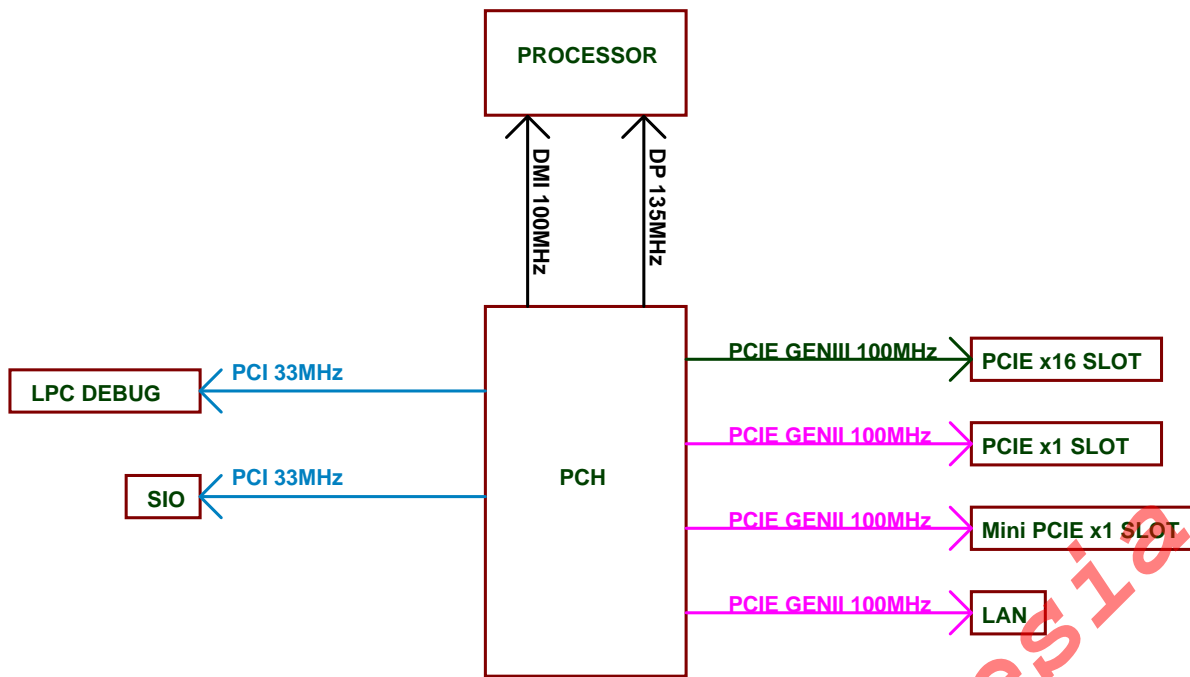 PROCESSOR
DMI 100MHz
DP 135MHz
PCIE GENIII 100MHz
PCIE x16 SLOT
PCI 33MHz
LPC DEBUG
PCIE GENII 100MHz
PCIE x1 SLOT
PCI 33MHz
SIO
PCH
PCIE GENII 100MHz
Mini PCIE x1 SLOT
PCIE GENII 100MHz
LAN